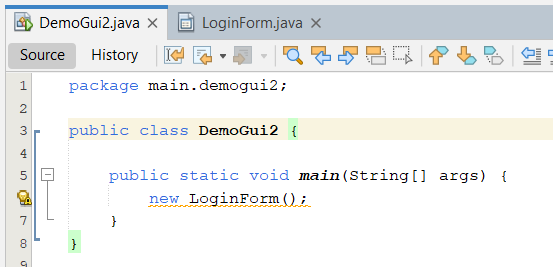 DemoGui2.java LoginForm.java
Source History
1 package main.demogui2;
2
3 public class DemoGui2 {
4
5 public static void main(String[] args) {
new LoginForm();
7 }
8 }